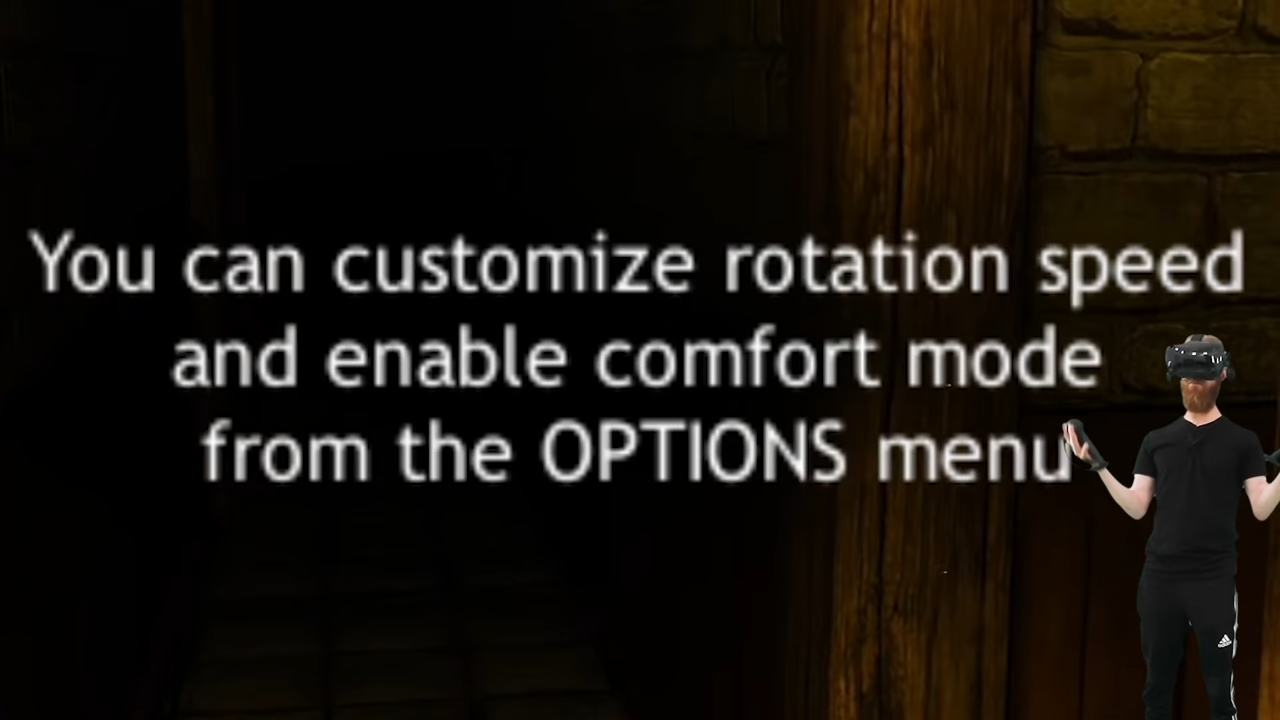 You can customize rotation speed
and enable comfort mode
from the OPTIONS menu